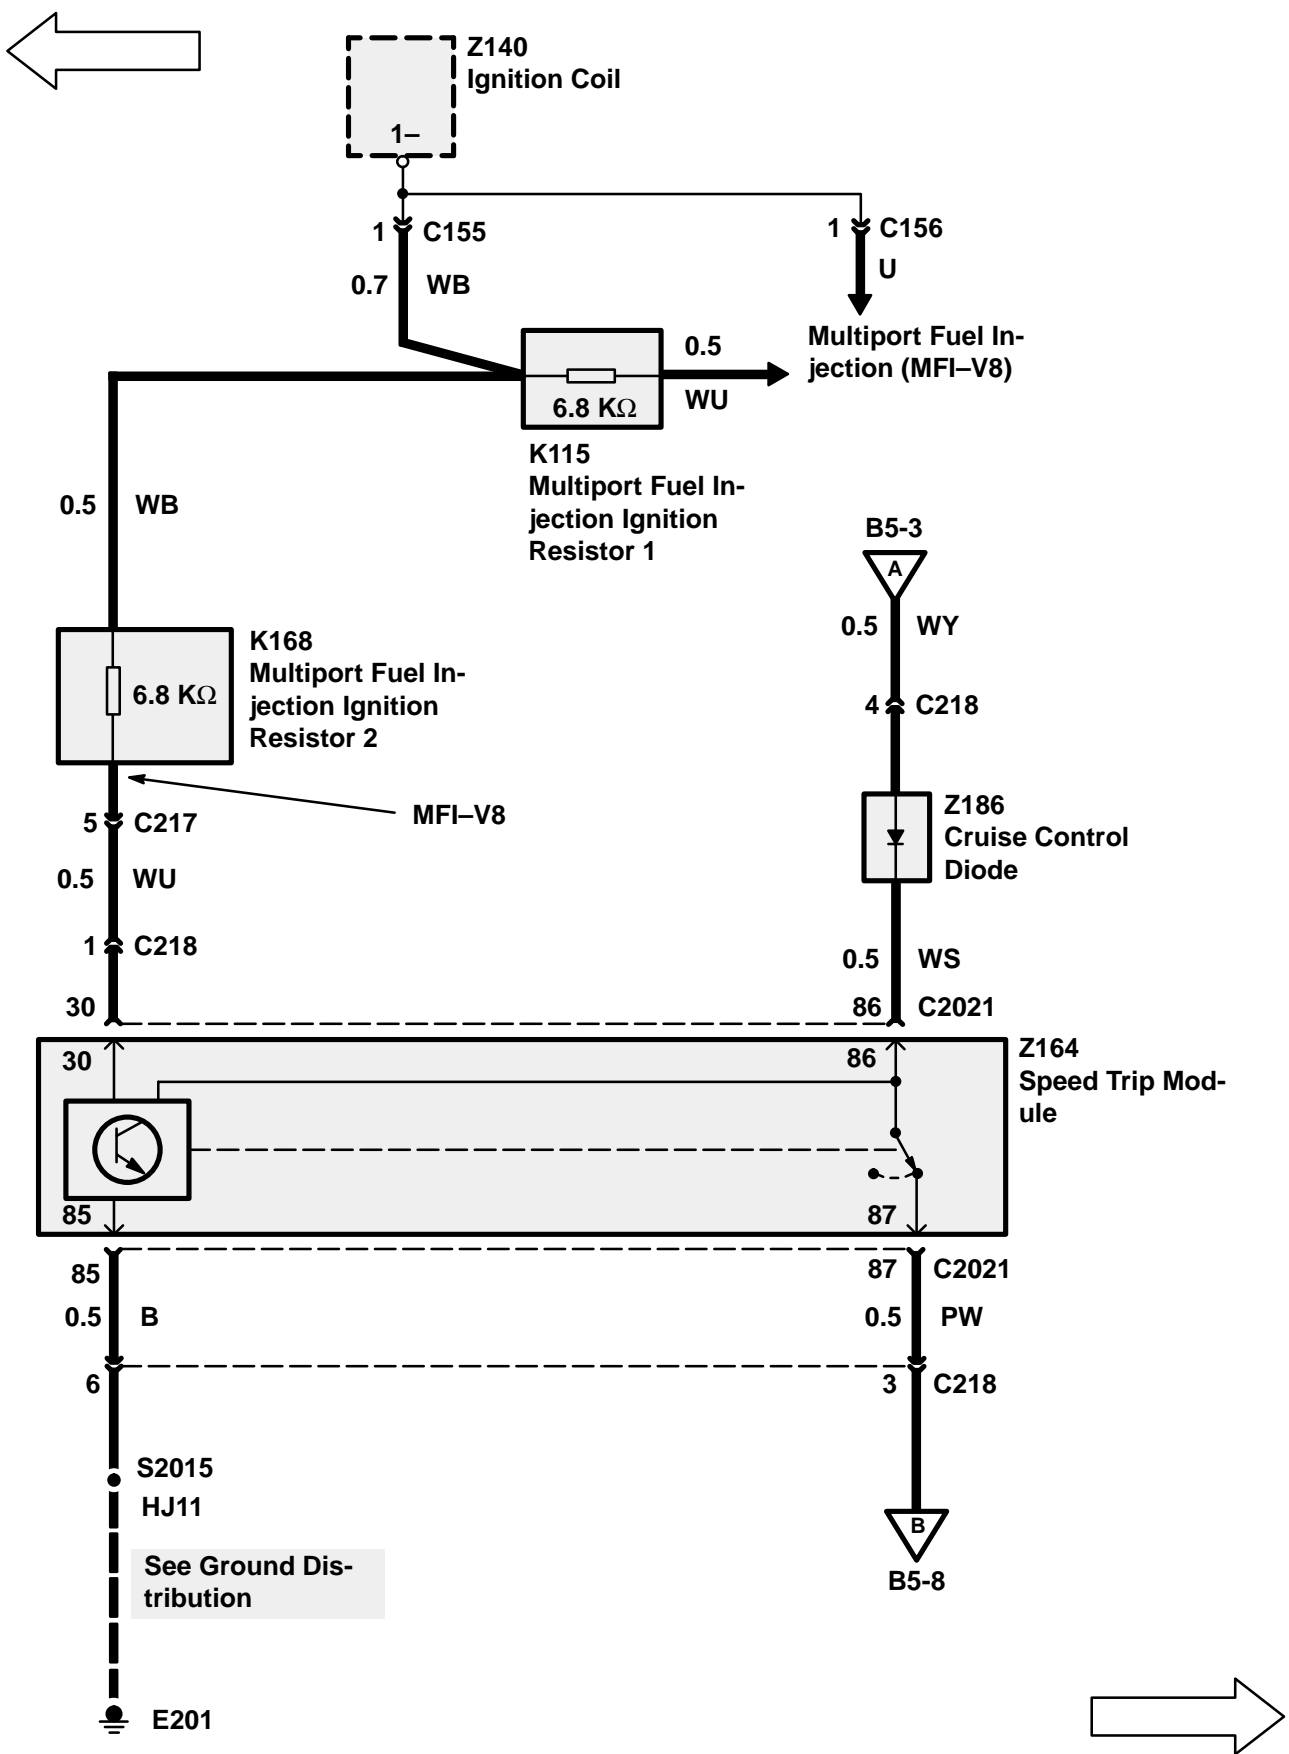 Z140
Ignition Coil
1–
1 C155
1 C156
U
0.7 WB
Multiport Fuel In-
jection (MFI–V8)
0.5
WU
6.8 KΩ
K115
Multiport Fuel In-
jection Ignition
Resistor 1
0.5 WB
B5-3
A
0.5 WY
K168
Multiport Fuel In-
jection Ignition
Resistor 2
6.8 KΩ
4 C218
MFI–V8
5 C217
Z186
Cruise Control
Diode
0.5 WU
1 C218
0.5 WS
30
86 C2021
Z164
Speed Trip Mod-
ule
30
86
85
87
85
87 C2021
0.5 B
0.5 PW
6
3 C218
S2015
HJ11
See Ground Dis-
tribution
B
B5-8
E201